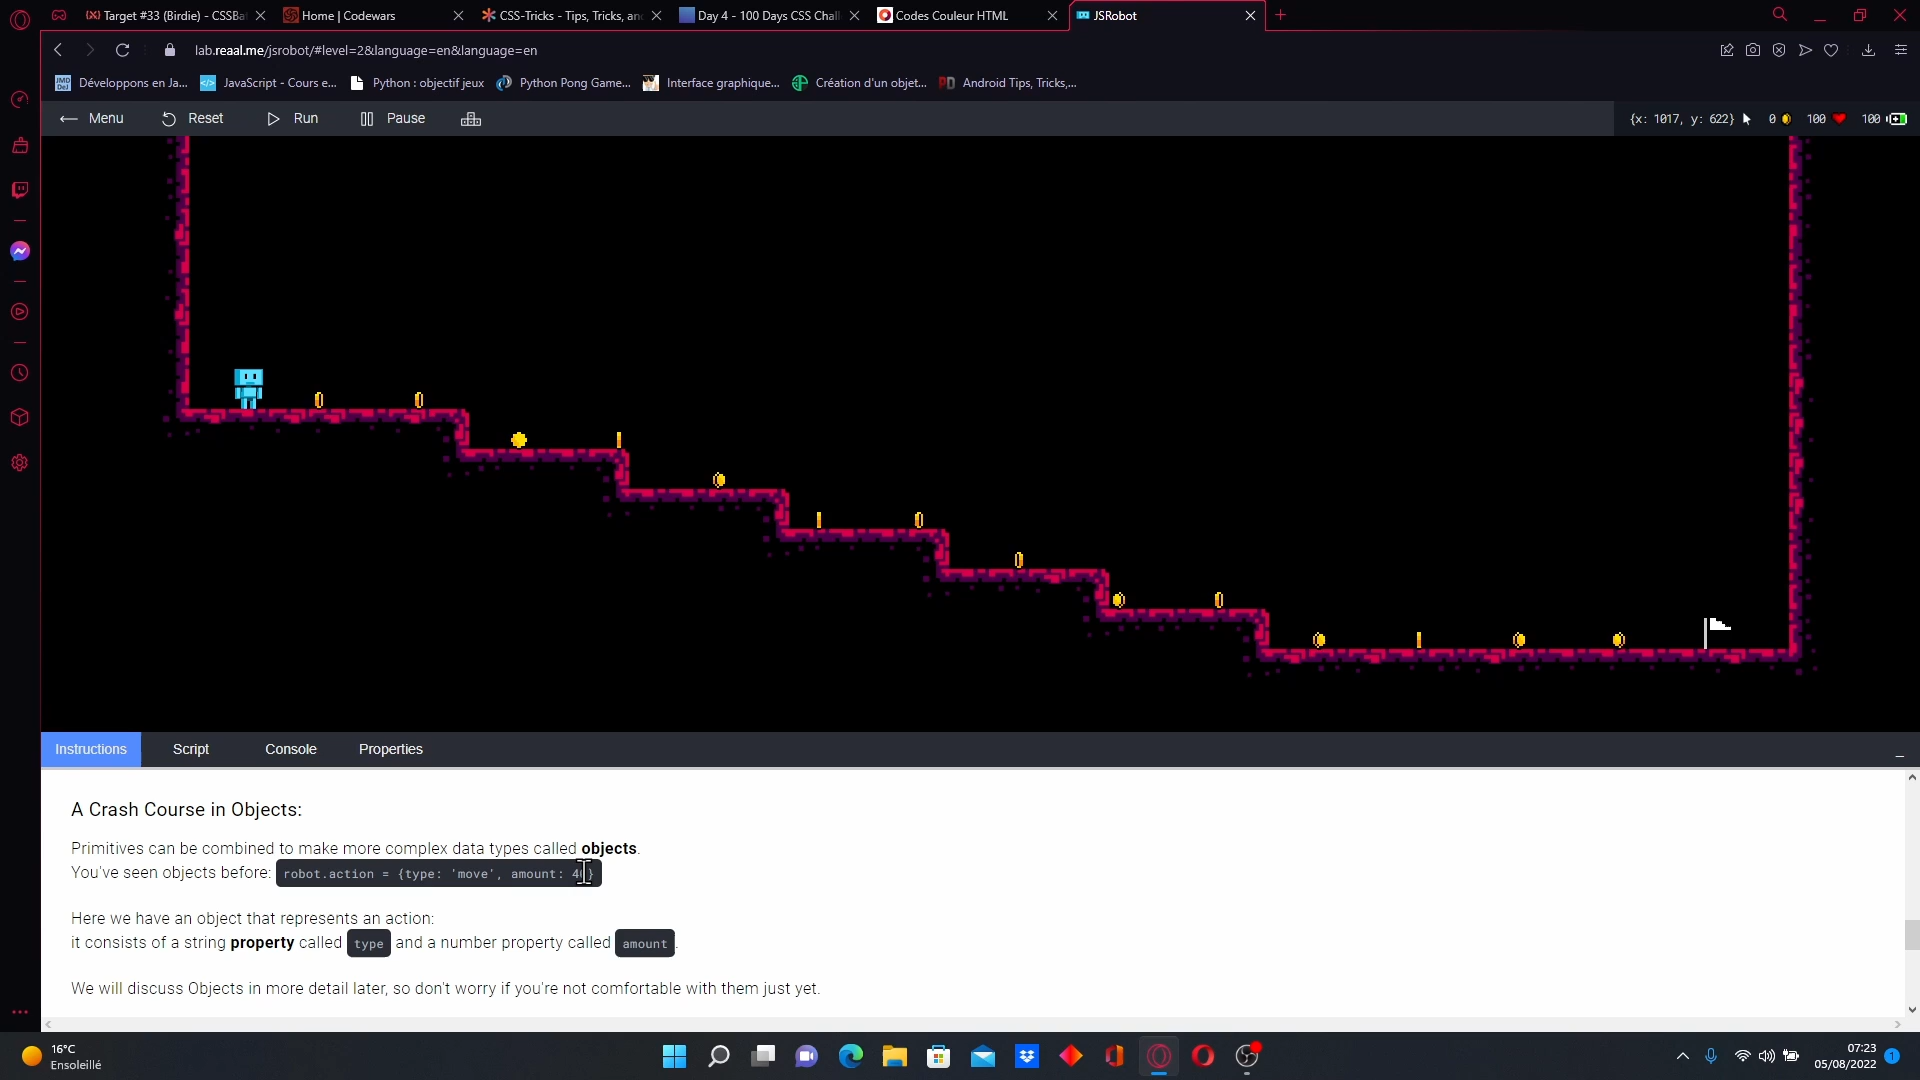 Target #33 (Birdie) - CSSBa
Home | Codewars
CSS-Tricks - Tips, Tricks, an
Day 4 - 100 Days CSS Chall
Codes Couleur HTML
JSRobot
lab.reaal.me/jsrobot/#level=2&language=en&language=en
Développons en Ja...
JavaScript - Cours e...
Python : objectif jeux
Python Pong Game...
Interface graphique...
Création d'un objet...
Android Tips, Tricks,...
Menu
Reset
Run
Pause
{x: 1017, y: 622}
0
100
100
Instructions
Script
Console
Properties
A Crash Course in Objects:
Primitives can be combined to make more complex data types called objects.
You've seen objects before: robot.action = {type: 'move', amount: 40}
Here we have an object that represents an action:
it consists of a string property called type and a number property called amount.
We will discuss Objects in more detail later, so don't worry if you're not comfortable with them just yet.
16°C
Ensoleillé
07:23
05/08/2022
1